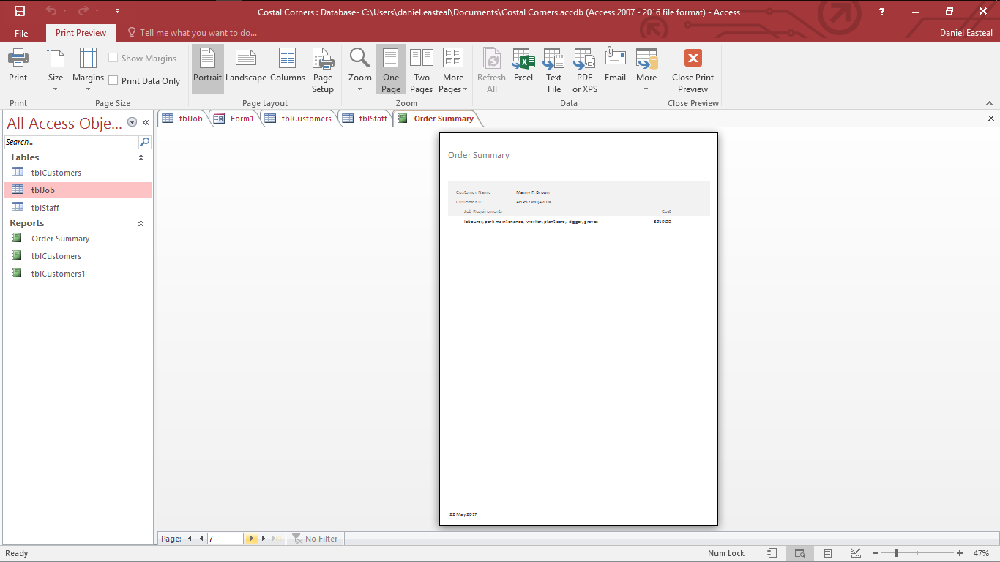 Costal Corners : Database- C:\Users\daniel.easteal\Documents\Costal Corners.accdb (Access 2007 - 2016 file format) - Access
?
File
Print Preview
Tell me what you want to do...
Daniel Easteal
Print
Size
Margins
Show Margins
Print Data Only
Portrait
Landscape
Columns
Page Setup
Zoom
One Page
Two Pages
More Pages
Refresh All
Excel
Text File
PDF or XPS
Email
More
Close Print Preview
Print
Page Size
Page Layout
Zoom
Data
Close Preview
All Access Obje...
Search...
Tables
tblCustomers
tblJob
tblStaff
Reports
Order Summary
tblCustomers
tblCustomers1
tblJob
Form1
tblCustomers
tblStaff
Order Summary
Order Summary
Customer Name
Customer ID
Job Requirements
Cost
labourer, park maintenance, worker, plant care, digger, graves
£910.00
22 May 2017
Page:
7
No Filter
Ready
Num Lock
47%